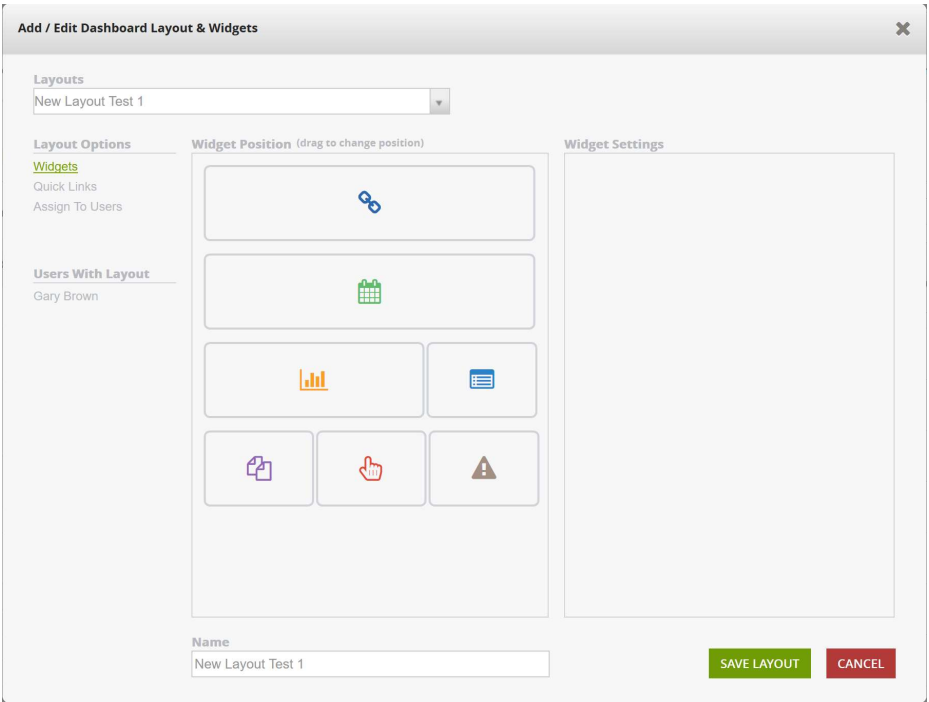 Add / Edit Dashboard Layout & Widgets
Layouts
New Layout Test 1
Layout Options
Widgets
Quick Links
Assign To Users
Users With Layout
Gary Brown
Widget Position (drag to change position)
Widget Settings
Name
New Layout Test 1
SAVE LAYOUT
CANCEL